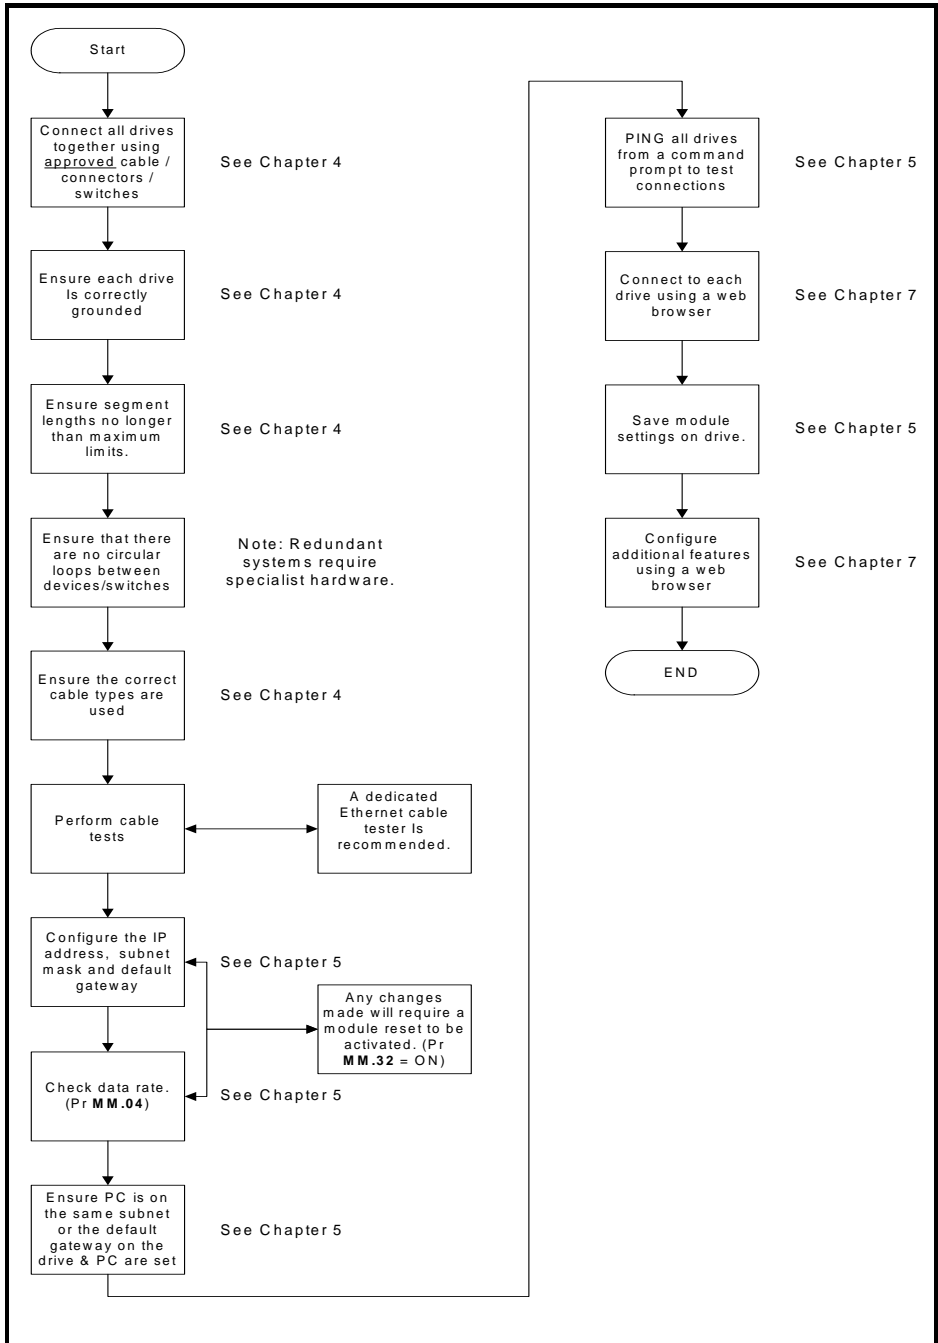 Start
Connect all drives
together using
approved cable /
connectors /
switches
See Chapter 4
Ensure each drive
Is correctly
grounded
See Chapter 4
Ensure segment
lengths no longer
than maximum
limits.
See Chapter 4
Ensure that there
are no circular
loops between
devices/switches
Note: Redundant
systems require
specialist hardware.
Ensure the correct
cable types are
used
See Chapter 4
Perform cable
tests
A dedicated
Ethernet cable
tester Is
recommended.
Configure the IP
address, subnet
mask and default
gateway
See Chapter 5
Any changes
made will require a
module reset to be
activated. (Pr
MM.32 = ON)
Check data rate.
(Pr MM.04)
See Chapter 5
Ensure PC is on
the same subnet
or the default
gateway on the
drive & PC are set
See Chapter 5
PING all drives
from a command
prompt to test
connections
See Chapter 5
Connect to each
drive using a web
browser
See Chapter 7
Save module
settings on drive.
See Chapter 5
Configure
additional features
using a web
browser
See Chapter 7
END